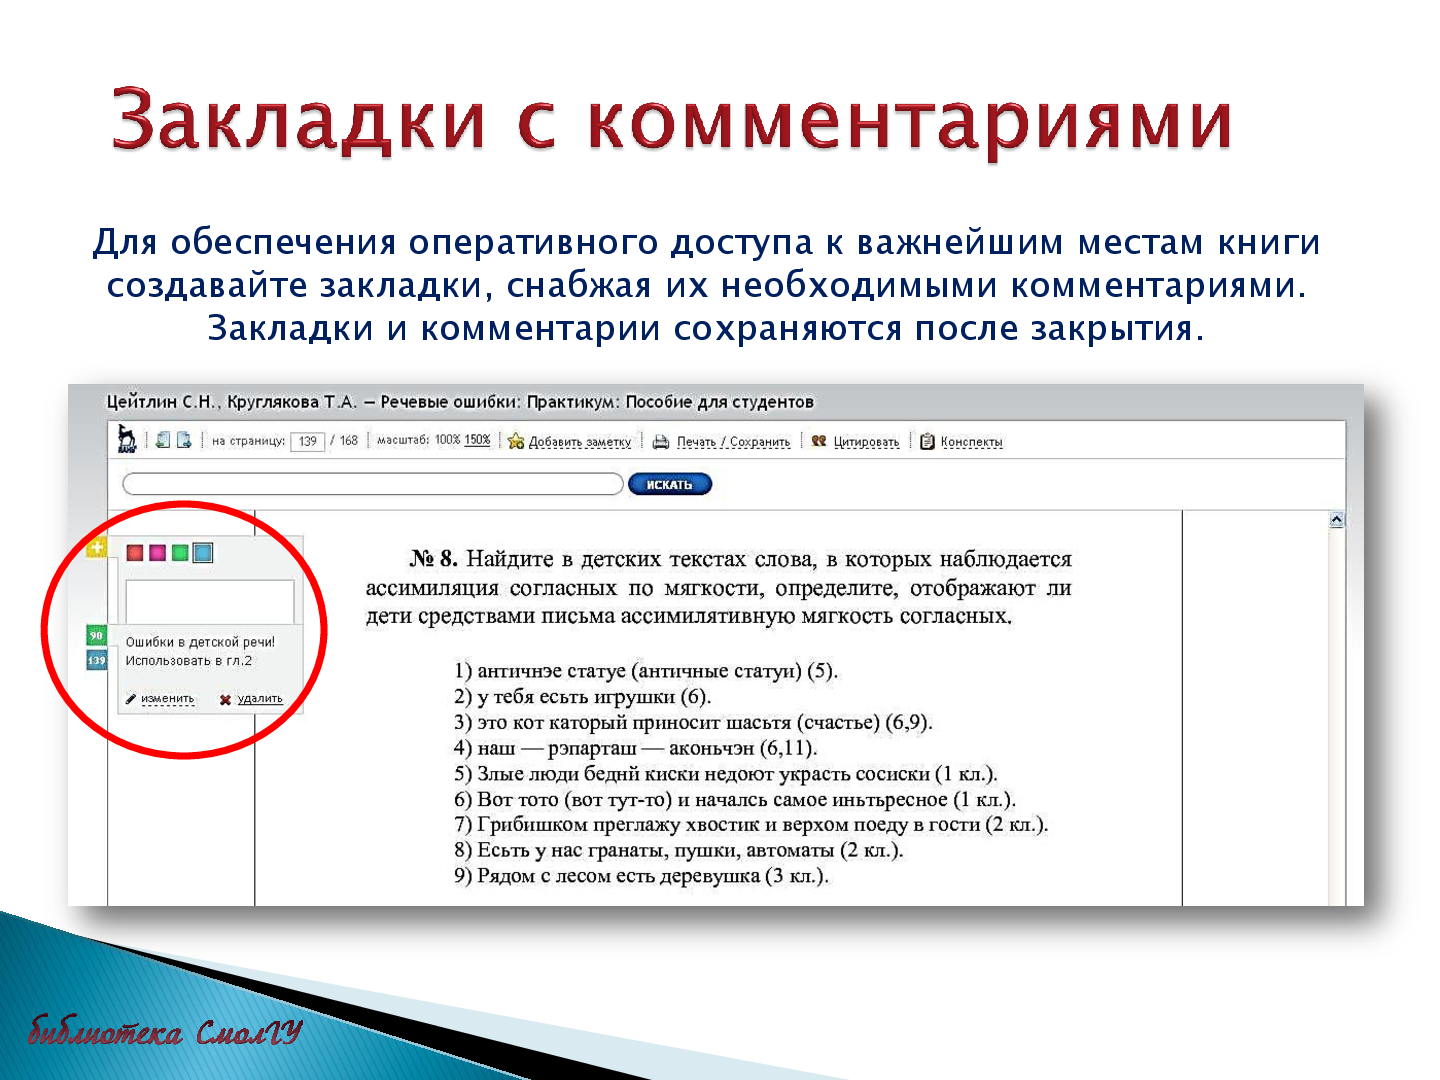 Закладки с комментариями
Для обеспечения оперативного доступа к важнейшим местам книги
создавайте закладки, снабжая их необходимыми комментариями.
Закладки и комментарии сохраняются после закрытия.
Цейтлин С.Н., Круглякова Т.А. — Речевые ошибки: Практикум: Пособие для студентов
на страницу: 139 / 168 масштаб: 100% 150% Добавить заметку Печать / Сохранить Цитировать Конспекты
ИСКАТЬ
№ 8. Найдите в детских текстах слова, в которых наблюдается
ассимиляция согласных по мягкости, определите, отображают ли
дети средствами письма ассимилятивную мягкость согласных.
90
Ошибки в детской речи!
139
Использовать в гл.2
изменить удалить
1) античнэе статуе (античные статуи) (5).
2) у тебя есьть игрушки (6).
3) это кот каторый приносит шасьтя (счастье) (6,9).
4) наш — рэпарташ — аконьчэн (6,11).
5) Злые люди беднй киски недоют украсть сосиски (1 кл.).
6) Вот тото (вот тут-то) и началсь самое иньтьресное (1 кл.).
7) Грибишком преглажу хвостик и верхом поеду в гости (2 кл.).
8) Есьть у нас гранаты, пушки, автоматы (2 кл.).
9) Рядом с лесом есть деревушка (3 кл.).
библиотека СмолГУ